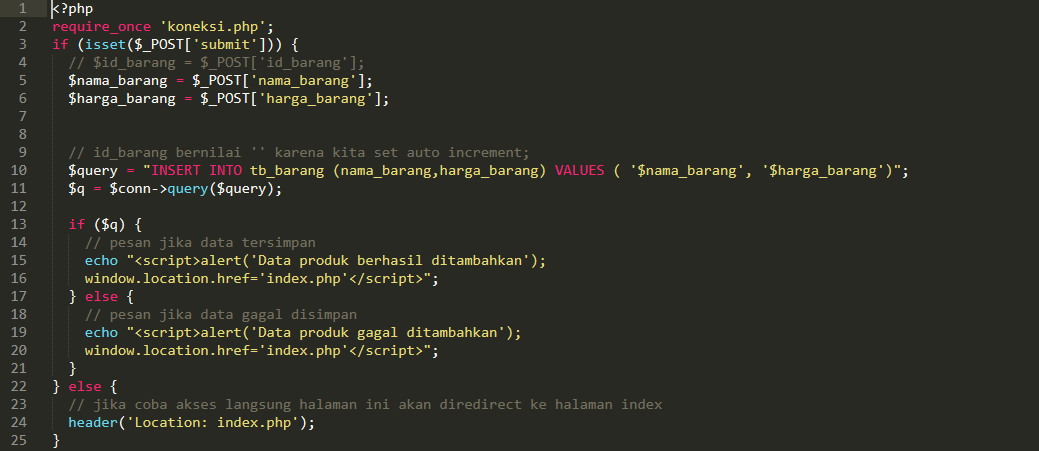 1 <?php
2 require_once 'koneksi.php';
3 if (isset($_POST['submit'])) {
4 // $id_barang = $_POST['id_barang'];
5 $nama_barang = $_POST['nama_barang'];
6 $harga_barang = $_POST['harga_barang'];
7
8
9 // id_barang bernilai '' karena kita set auto increment;
10 $query = "INSERT INTO tb_barang (nama_barang,harga_barang) VALUES ( '$nama_barang', '$harga_barang')";
11 $q = $conn->query($query);
12
13 if ($q) {
14 // pesan jika data tersimpan
15 echo "<script>alert('Data produk berhasil ditambahkan');
16 window.location.href='index.php'</script>";
17 } else {
18 // pesan jika data gagal disimpan
19 echo "<script>alert('Data produk gagal ditambahkan');
20 window.location.href='index.php'</script>";
21 }
22 } else {
23 // jika coba akses langsung halaman ini akan diredirect ke halaman index
24 header('Location: index.php');
25 }